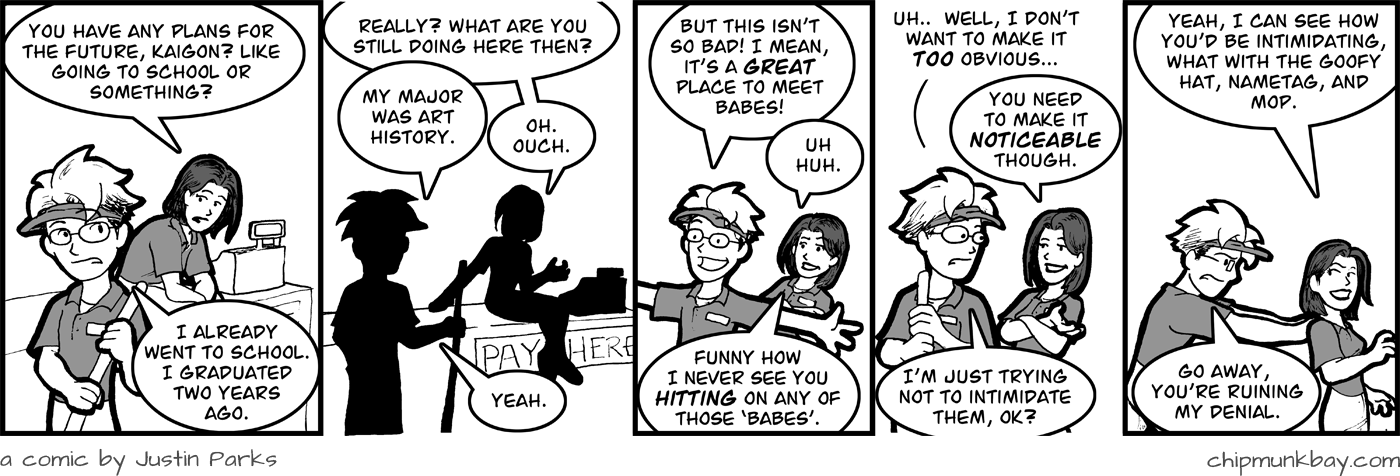 YOU HAVE ANY PLANS FOR
THE FUTURE, KAIGON? LIKE
GOING TO SCHOOL OR
SOMETHING?
I ALREADY
WENT TO SCHOOL.
I GRADUATED
TWO YEARS
AGO.
REALLY? WHAT ARE YOU
STILL DOING HERE THEN?
MY MAJOR
WAS ART
HISTORY.
OH.
OUCH.
YEAH.
PAY HERE
BUT THIS ISN'T
SO BAD! I MEAN,
IT'S A GREAT
PLACE TO MEET
BABES!
UH
HUH.
FUNNY HOW
I NEVER SEE YOU
HITTING ON ANY OF
THOSE 'BABES'.
UH.. WELL, I DON'T
WANT TO MAKE IT
TOO OBVIOUS...
YOU NEED
TO MAKE IT
NOTICEABLE
THOUGH.
I'M JUST TRYING
NOT TO INTIMIDATE
THEM, OK?
YEAH, I CAN SEE HOW
YOU'D BE INTIMIDATING,
WHAT WITH THE GOOFY
HAT, NAMETAG, AND
MOP.
GO AWAY,
YOU'RE RUINING
MY DENIAL.
a comic by Justin Parks
chipmunkbay.com